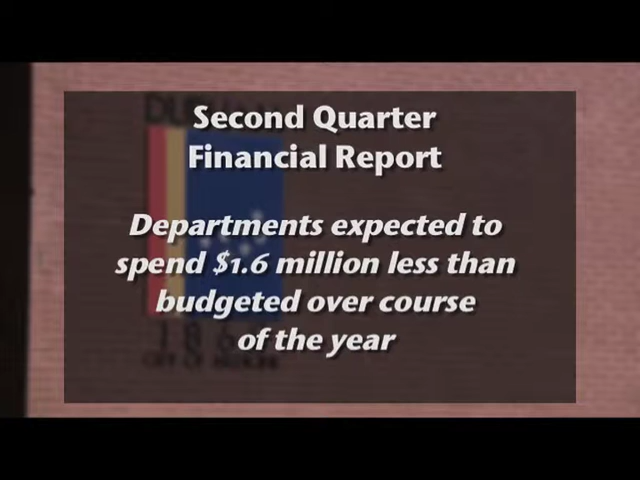 Second Quarter
Financial Report
Departments expected to
spend $1.6 million less than
budgeted over course
of the year